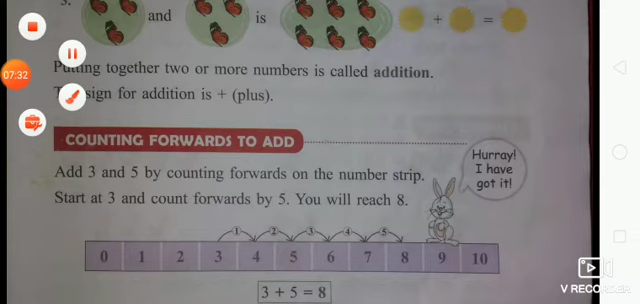 3.
and is + =
Putting together two or more numbers is called addition.
sign for addition is + (plus).
07:32
COUNTING FORWARDS TO ADD
Add 3 and 5 by counting forwards on the number strip.
Start at 3 and count forwards by 5. You will reach 8.
Hurray!
I have
got it!
1 2 3 4 5
0 1 2 3 4 5 6 7 8 9 10
3 + 5 = 8
V RECORDER